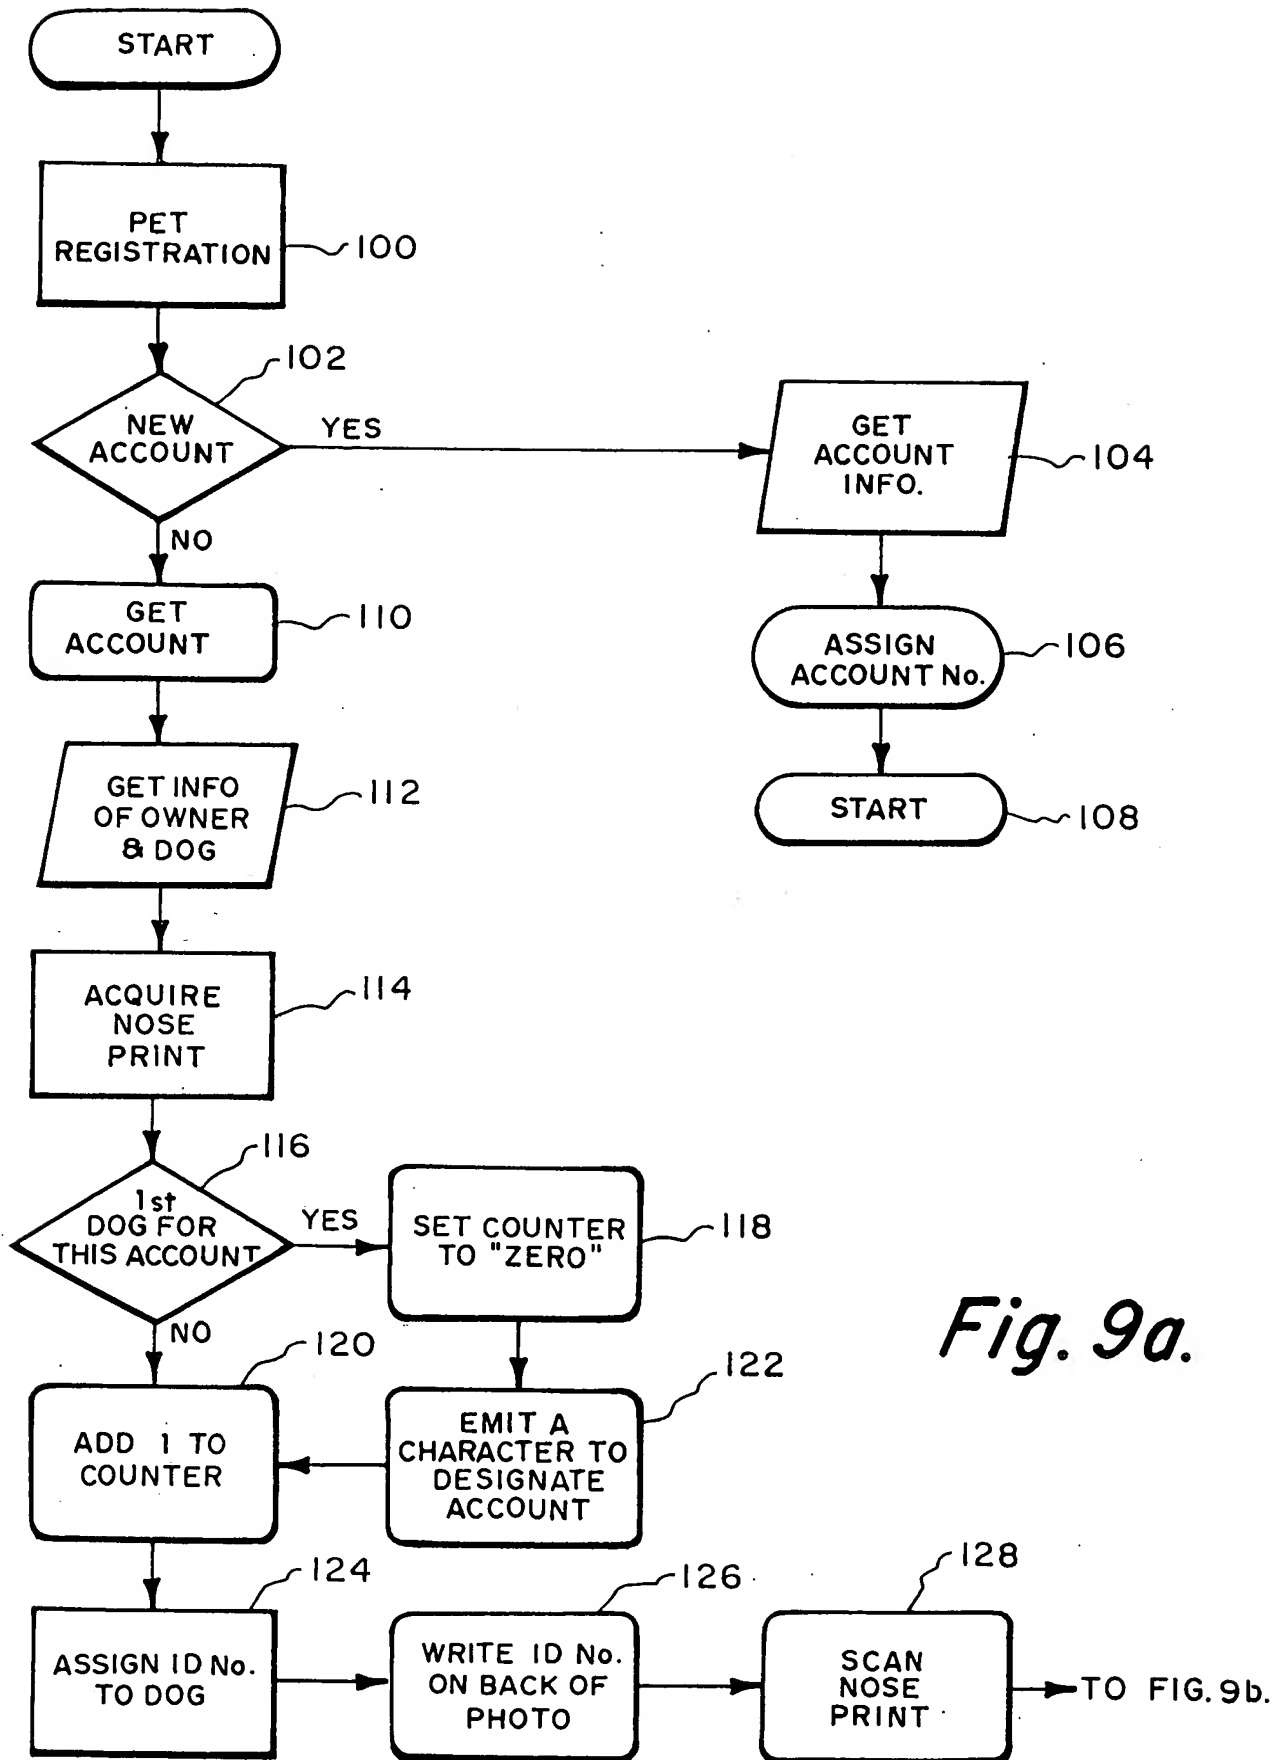 START
PET
REGISTRATION
100
102
NEW
ACCOUNT
YES
NO
GET
ACCOUNT
INFO.
104
ASSIGN
ACCOUNT No.
106
START
108
GET
ACCOUNT
110
GET INFO
OF OWNER
& DOG
112
ACQUIRE
NOSE
PRINT
114
116
1st
DOG FOR
THIS ACCOUNT
YES
NO
SET COUNTER
TO "ZERO"
118
120
ADD 1 TO
COUNTER
122
EMIT A
CHARACTER TO
DESIGNATE
ACCOUNT
124
ASSIGN ID No.
TO DOG
126
WRITE ID No.
ON BACK OF
PHOTO
128
SCAN
NOSE
PRINT
TO FIG. 9b.
Fig. 9a.